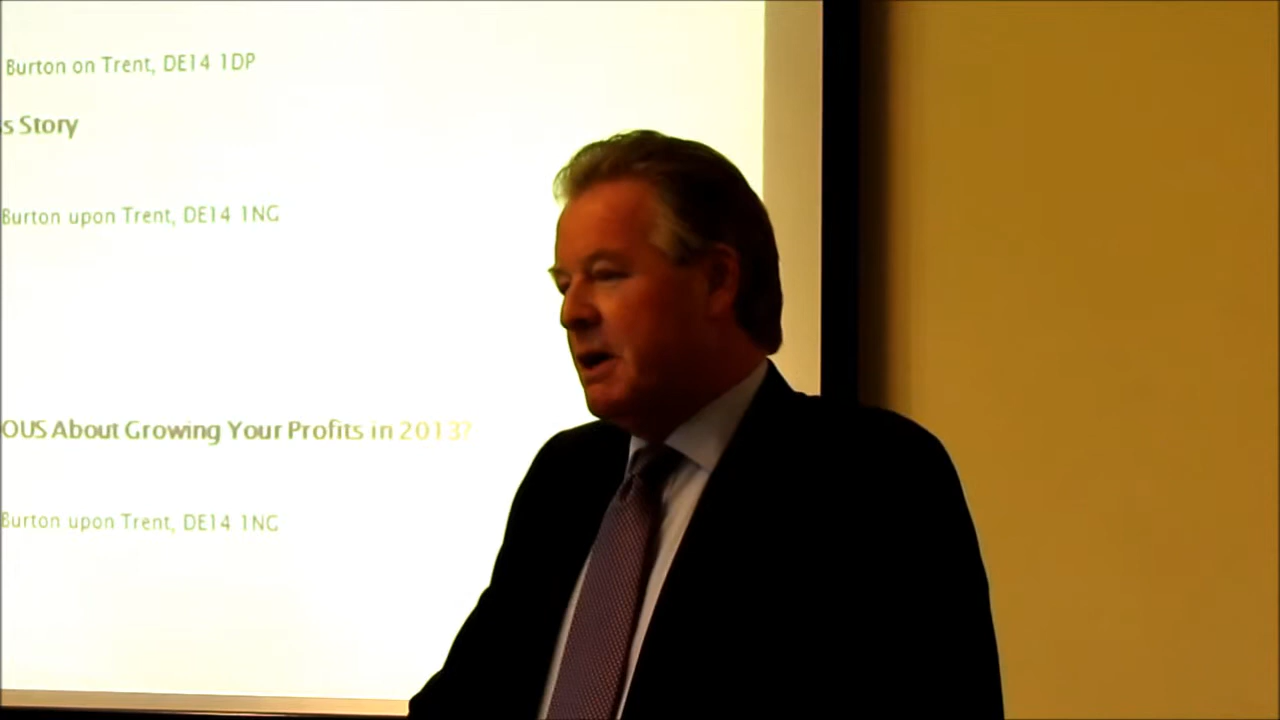 Burton on Trent, DE14 1DP
s Story
Burton upon Trent, DE14 1NG
OUS About Growing Your Profits in 2013?
Burton upon Trent, DE14 1NG